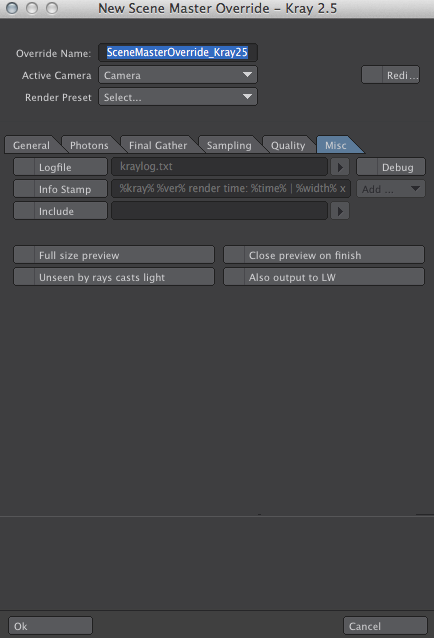 New Scene Master Override – Kray 2.5
Override Name: SceneMasterOverride_Kray25
Active Camera Camera Redi...
Render Preset Select...
General Photons Final Gather Sampling Quality Misc
Logfile kraylog.txt Debug
Info Stamp %kray% %ver% render time: %time% | %width% x Add ...
Include
Full size preview Close preview on finish
Unseen by rays casts light Also output to LW
Ok Cancel